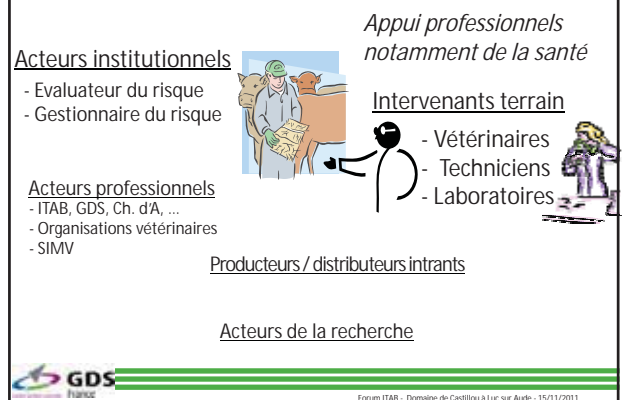 Appui professionnels
notamment de la santé
Acteurs institutionnels
- Evaluateur du risque
- Gestionnaire du risque
Intervenants terrain
- Vétérinaires
- Techniciens
- Laboratoires
Acteurs professionnels
- ITAB, GDS, Ch. d'A, ...
- Organisations vétérinaires
- SIMV
Producteurs / distributeurs intrants
Acteurs de la recherche
GDS
france
Forum ITAB - Domaine de Castillou à Luc sur Aude - 15/11/2011